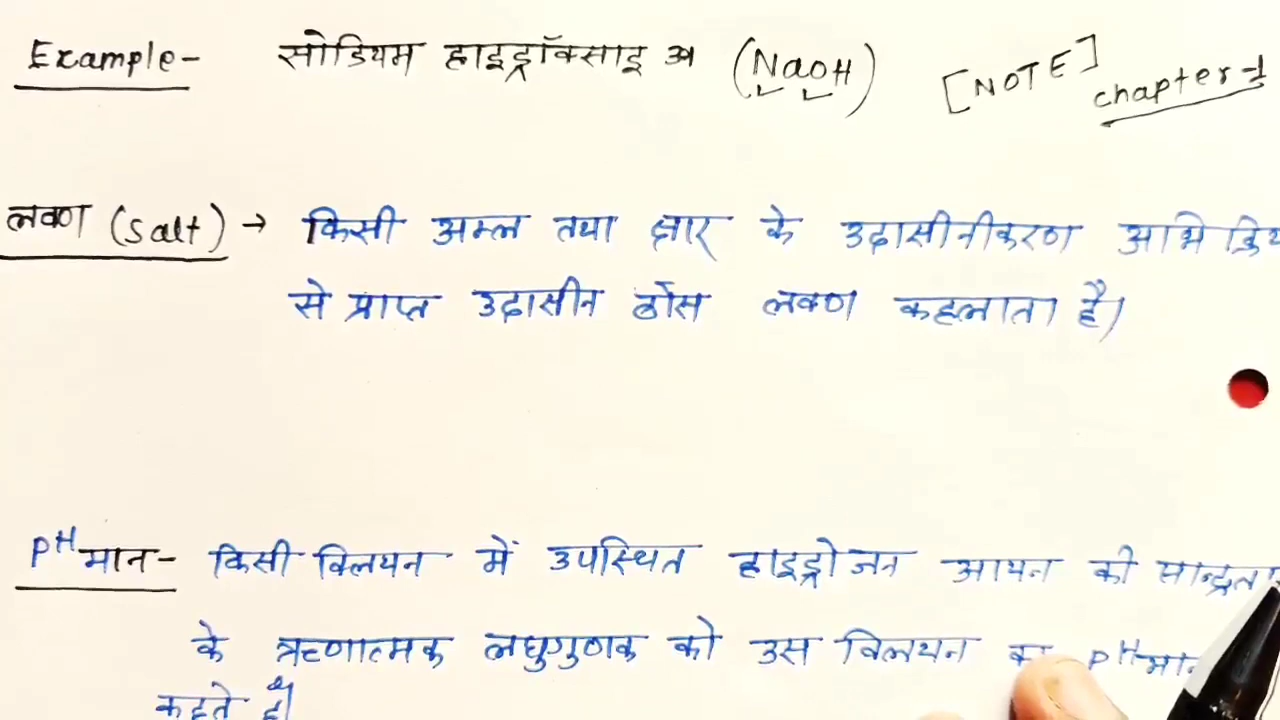 Example- सोडियम हाइड्रॉक्साइड (NaOH) [NOTE] chapter-1
लवण (Salt) → किसी अम्ल तथा क्षार के उदासीनीकरण अभिक्रिय
से प्राप्त उदासीन ठोस लवण कहलाता है।
pH मान- किसी विलयन में उपस्थित हाइड्रोजन आयन की सान्द्रता
के ऋणात्मक लघुगुणक को उस विलयन का pH मान
कहते हैं।